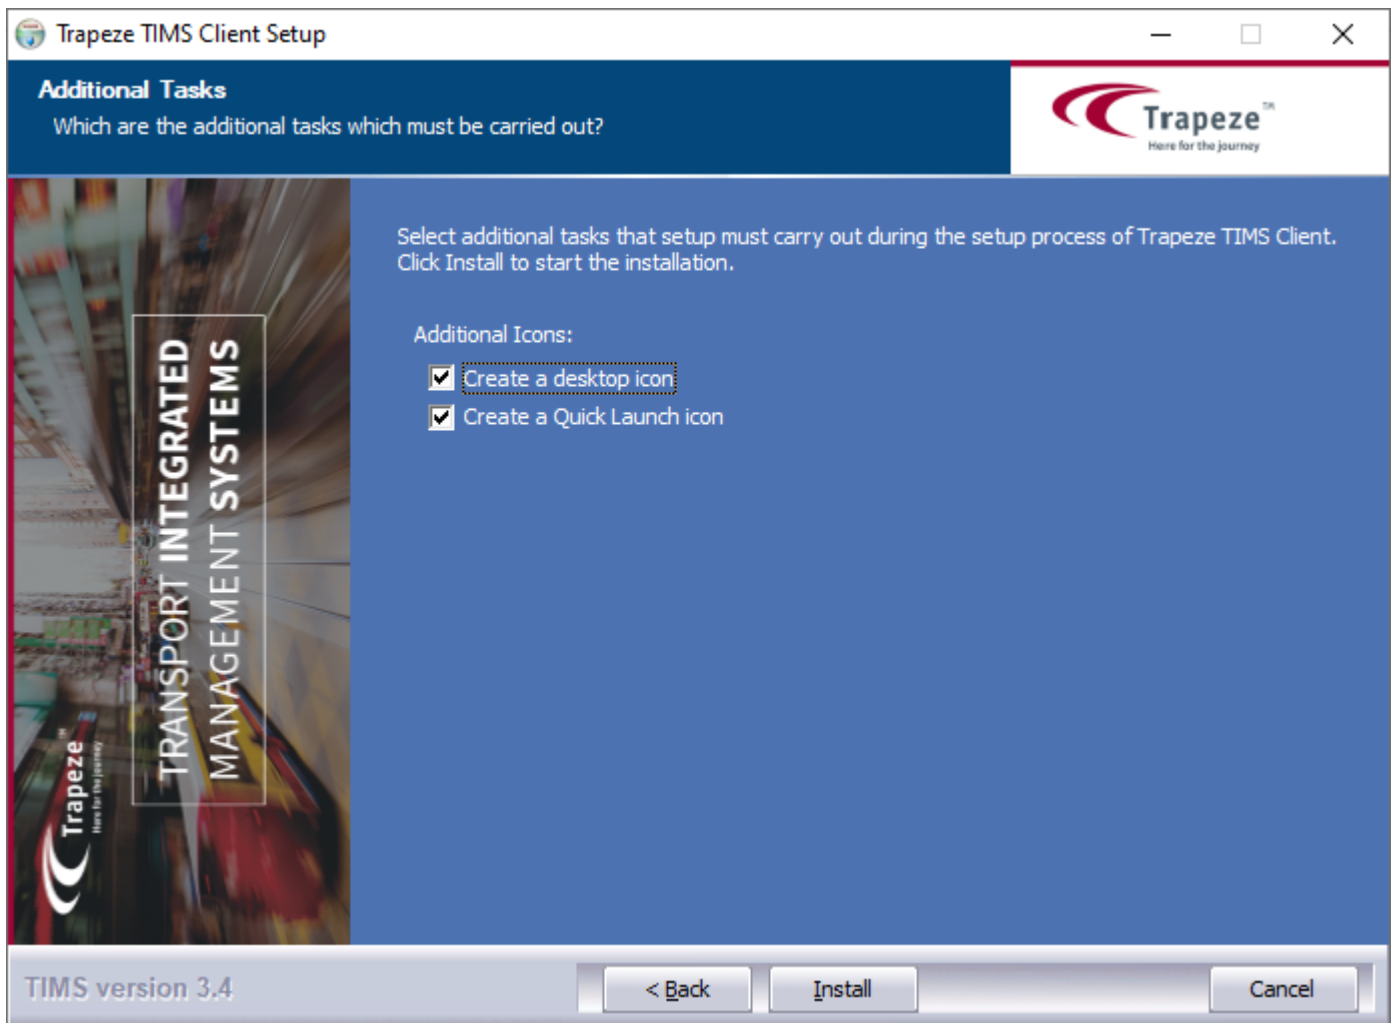 Trapeze TIMS Client Setup
Additional Tasks
Which are the additional tasks which must be carried out?
Trapeze™
Here for the journey
Select additional tasks that setup must carry out during the setup process of Trapeze TIMS Client.
Click Install to start the installation.
Additional Icons:
Create a desktop icon
Create a Quick Launch icon
TRANSPORT INTEGRATED
MANAGEMENT SYSTEMS
Trapeze™
Here for the journey
TIMS version 3.4
< Back
Install
Cancel